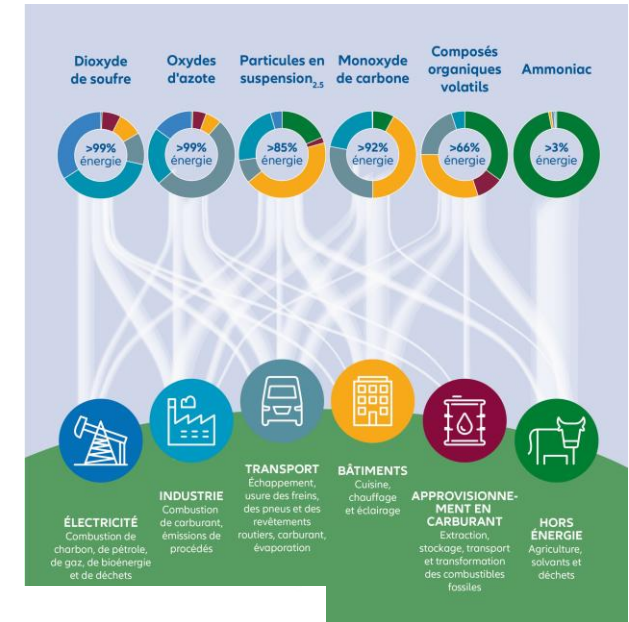 Dioxyde
de soufre
Oxydes
d'azote
Particules en
suspension2.5
Monoxyde
de carbone
Composés
organiques
volatils
Ammoniac
>99%
énergie
>99%
énergie
>85%
énergie
>92%
énergie
>66%
énergie
>3%
énergie
ÉLECTRICITÉ
Combustion de
charbon, de pétrole,
de gaz, de bioénergie
et de déchets
INDUSTRIE
Combustion
de carburant,
émissions de
procédés
TRANSPORT
Échappement,
usure des freins,
des pneus et des
revêtements
routiers, carburant,
évaporation
BÂTIMENTS
Cuisine,
chauffage
et éclairage
APPROVISIONNE-
MENT EN
CARBURANT
Extraction,
stockage, transport
et transformation
des combustibles
fossiles
HORS
ÉNERGIE
Agriculture,
solvants et
déchets